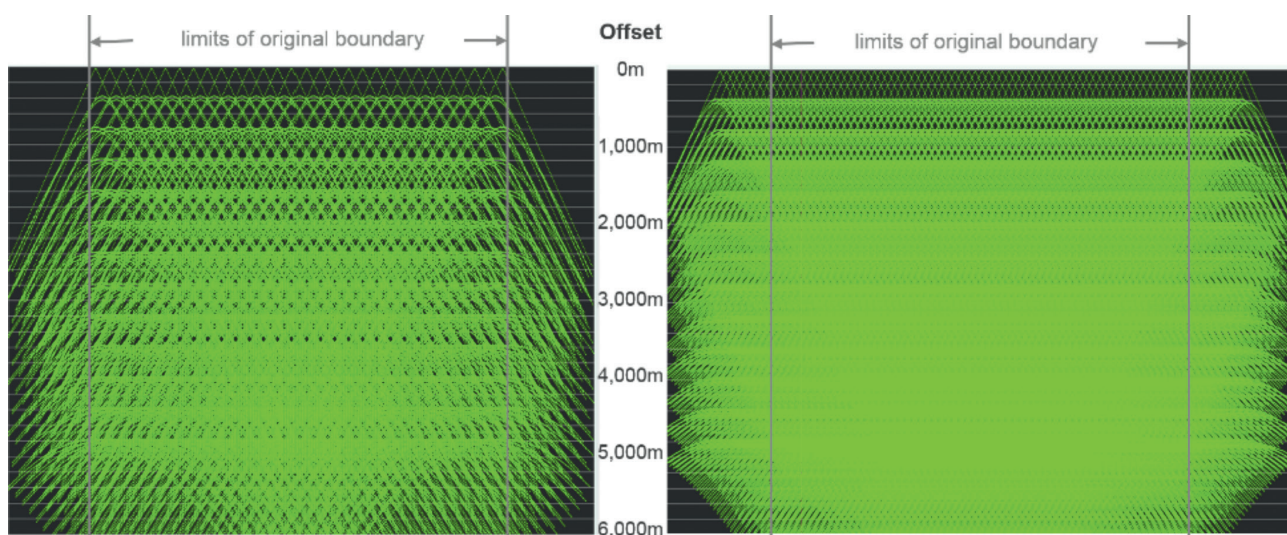 limits of original boundary
Offset
limits of original boundary
0m
1,000m
2,000m
3,000m
4,000m
5,000m
6,000m